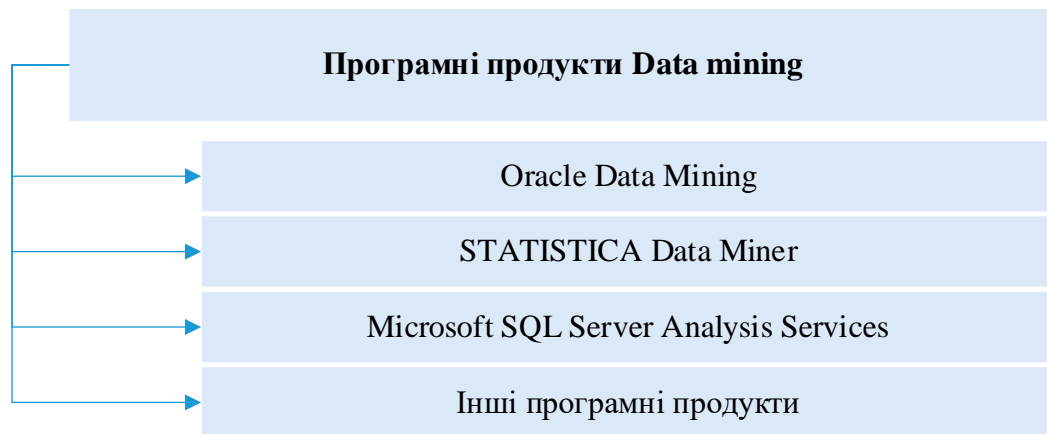 Програмні продукти Data mining
Oracle Data Mining
STATISTICA Data Miner
Microsoft SQL Server Analysis Services
Інші програмні продукти